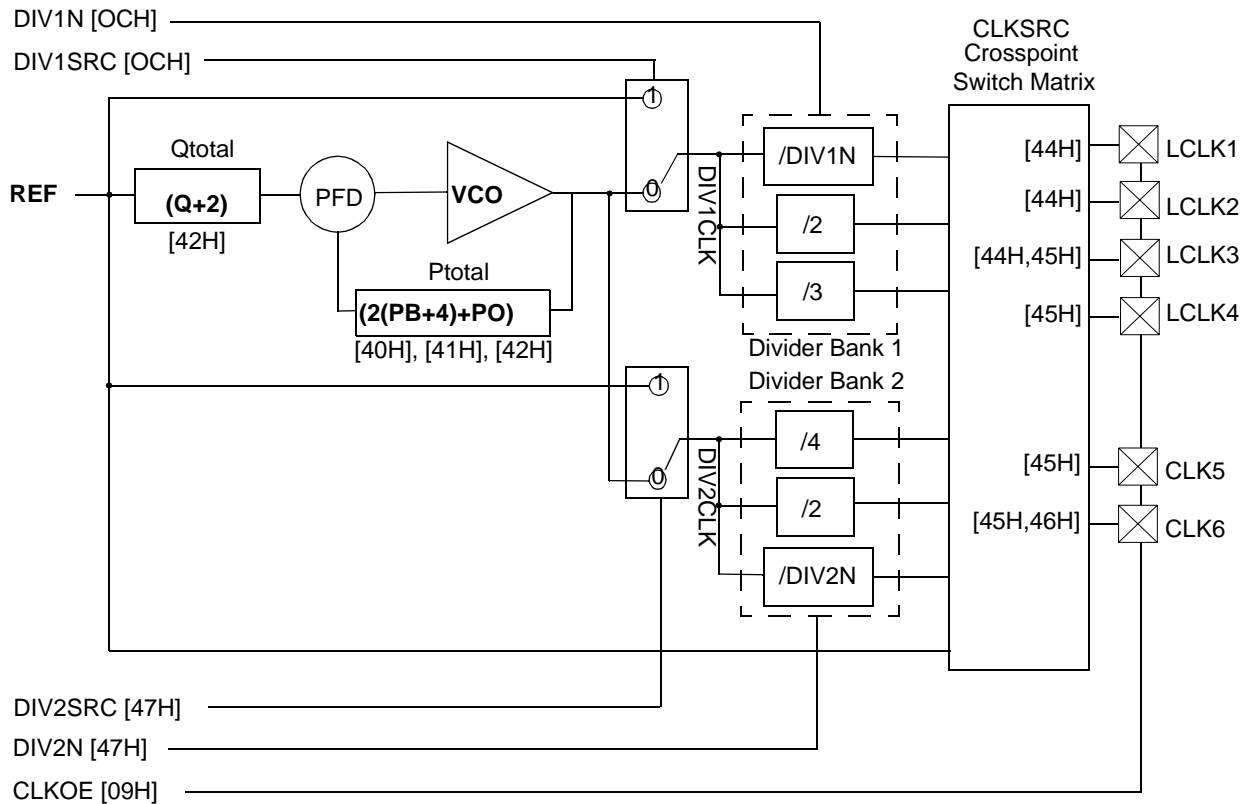 DIV1N [OCH]
DIV1SRC [OCH]
CLKSRC
Crosspoint
Switch Matrix
1
0
Qtotal
REF
(Q+2)
[42H]
PFD
VCO
Ptotal
(2(PB+4)+PO)
[40H], [41H], [42H]
DIV1CLK
/DIV1N
/2
/3
Divider Bank 1
Divider Bank 2
1
0
DIV2CLK
/4
/2
/DIV2N
[44H]
LCLK1
[44H]
LCLK2
[44H,45H]
LCLK3
[45H]
LCLK4
[45H]
CLK5
[45H,46H]
CLK6
DIV2SRC [47H]
DIV2N [47H]
CLKOE [09H]